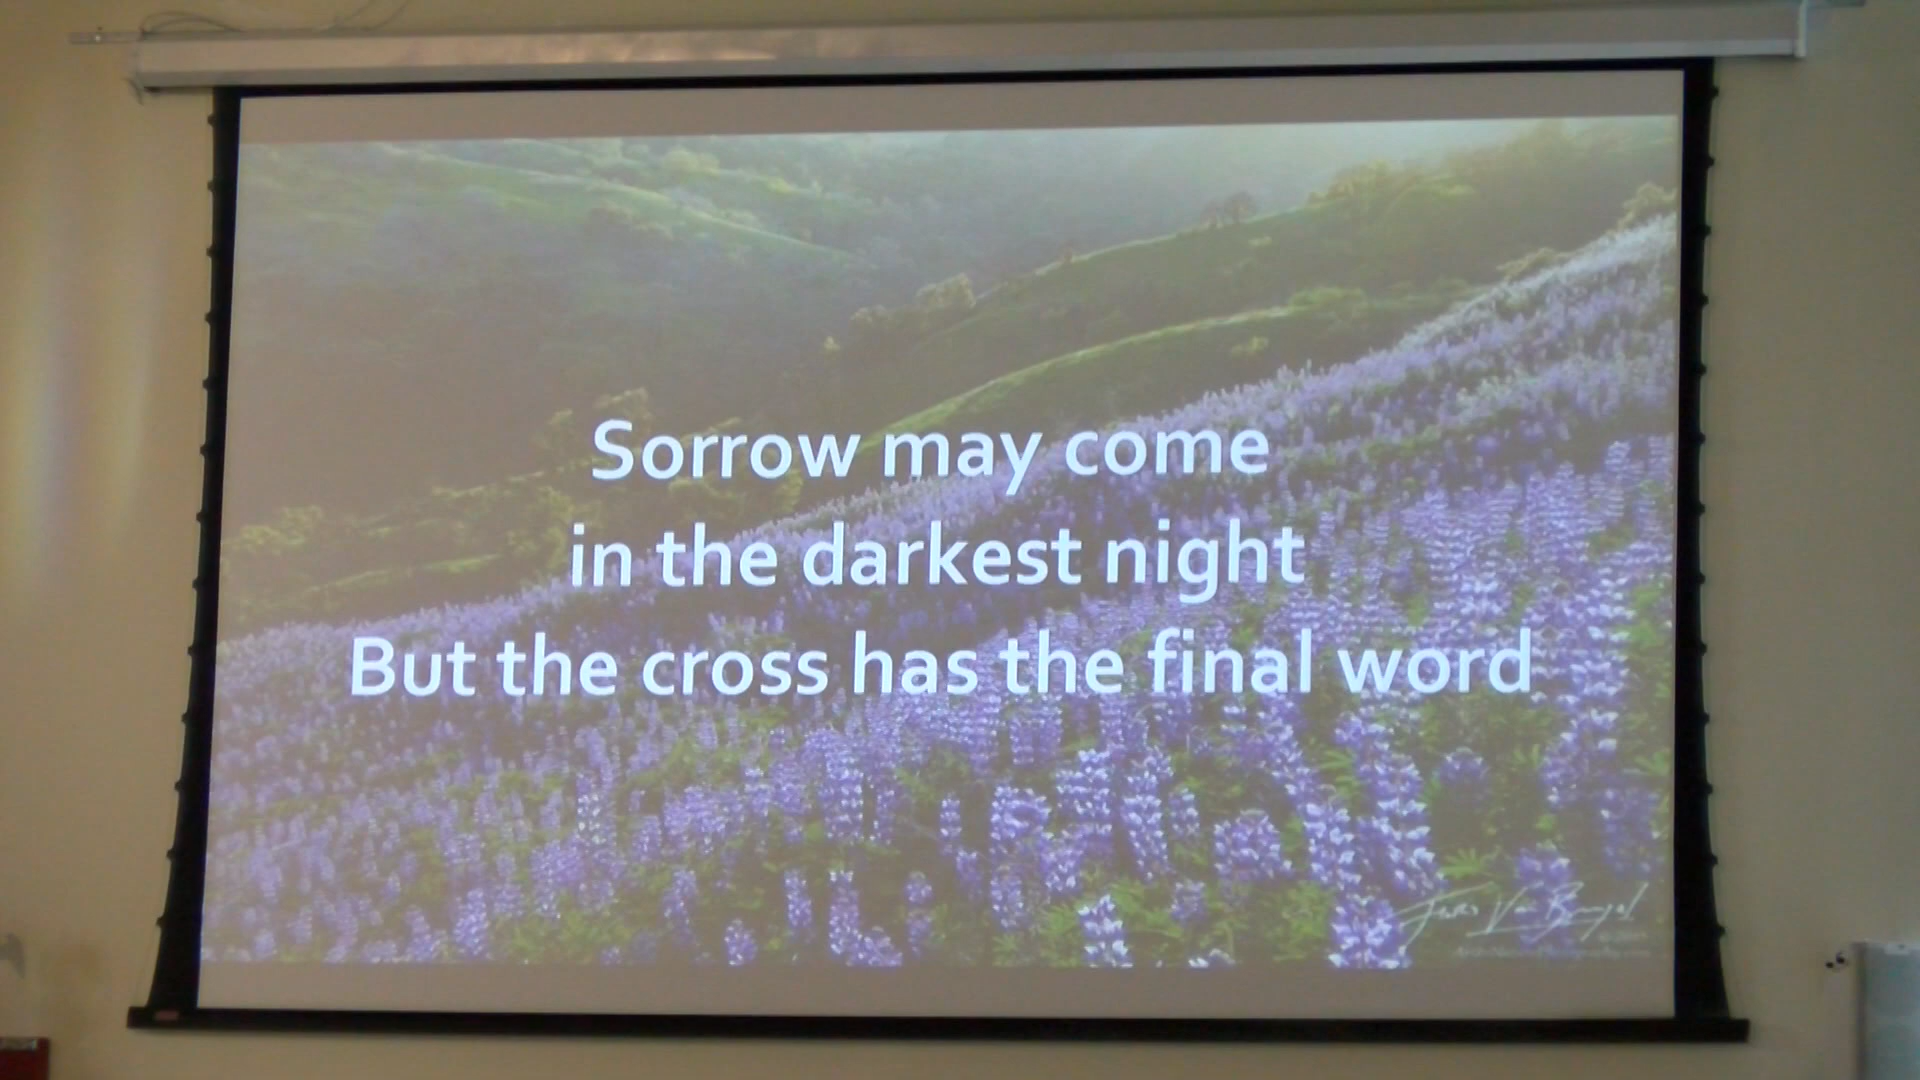 Sorrow may come
in the darkest night
But the cross has the final word